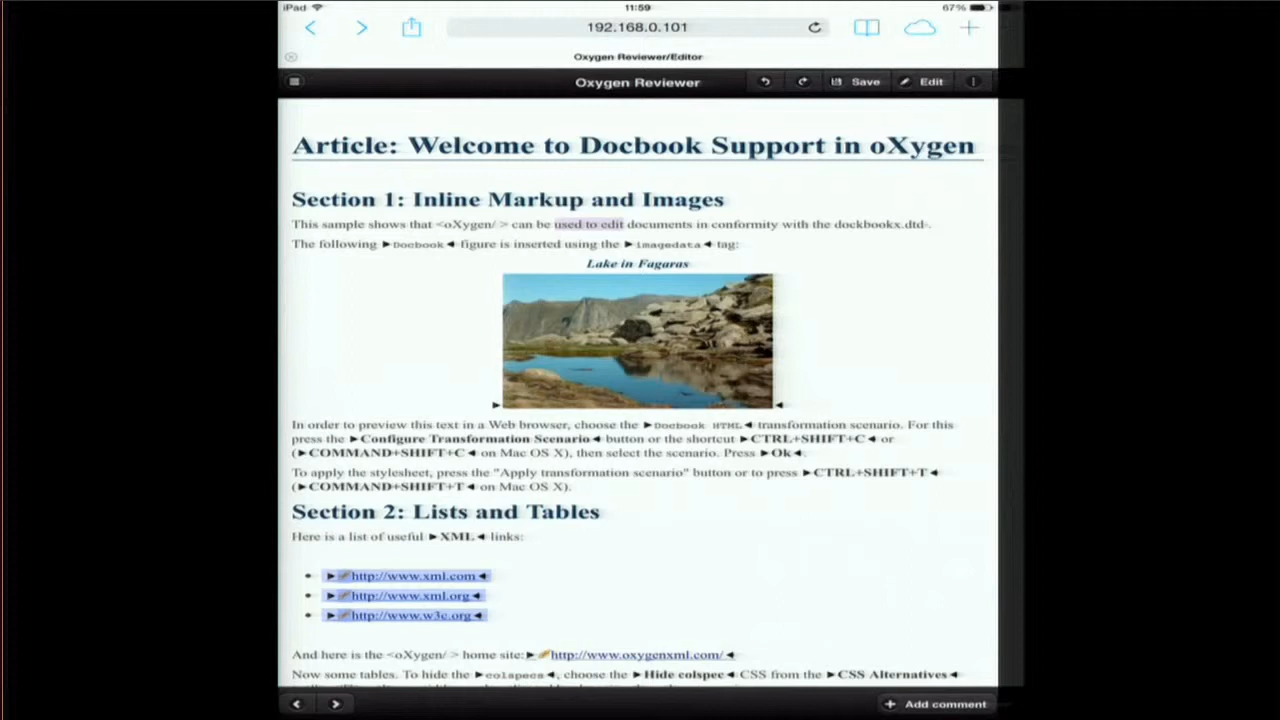 iPad 11:59 67%
192.168.0.101
Oxygen Reviewer/Editor
Oxygen Reviewer Save Edit
Article: Welcome to Docbook Support in oXygen
Section 1: Inline Markup and Images
This sample shows that <oXygen/ > can be used to edit documents in conformity with the dockbookx.dtd .
The following Docbook figure is inserted using the imagedata tag:
Lake in Fagaras
In order to preview this text in a Web browser, choose the Docbook HTML transformation scenario. For this
press the Configure Transformation Scenario button or the shortcut CTRL+SHIFT+C or
(COMMAND+SHIFT+C on Mac OS X), then select the scenario. Press Ok .
To apply the stylesheet, press the "Apply transformation scenario" button or to press CTRL+SHIFT+T
(COMMAND+SHIFT+T on Mac OS X).
Section 2: Lists and Tables
Here is a list of useful XML links:
http://www.xml.com
http://www.xml.org
http://www.w3c.org
And here is the <oXygen/ > home site: http://www.oxygenxml.com/
Now some tables. To hide the colspecs , choose the Hide colspec CSS from the CSS Alternatives
Add comment